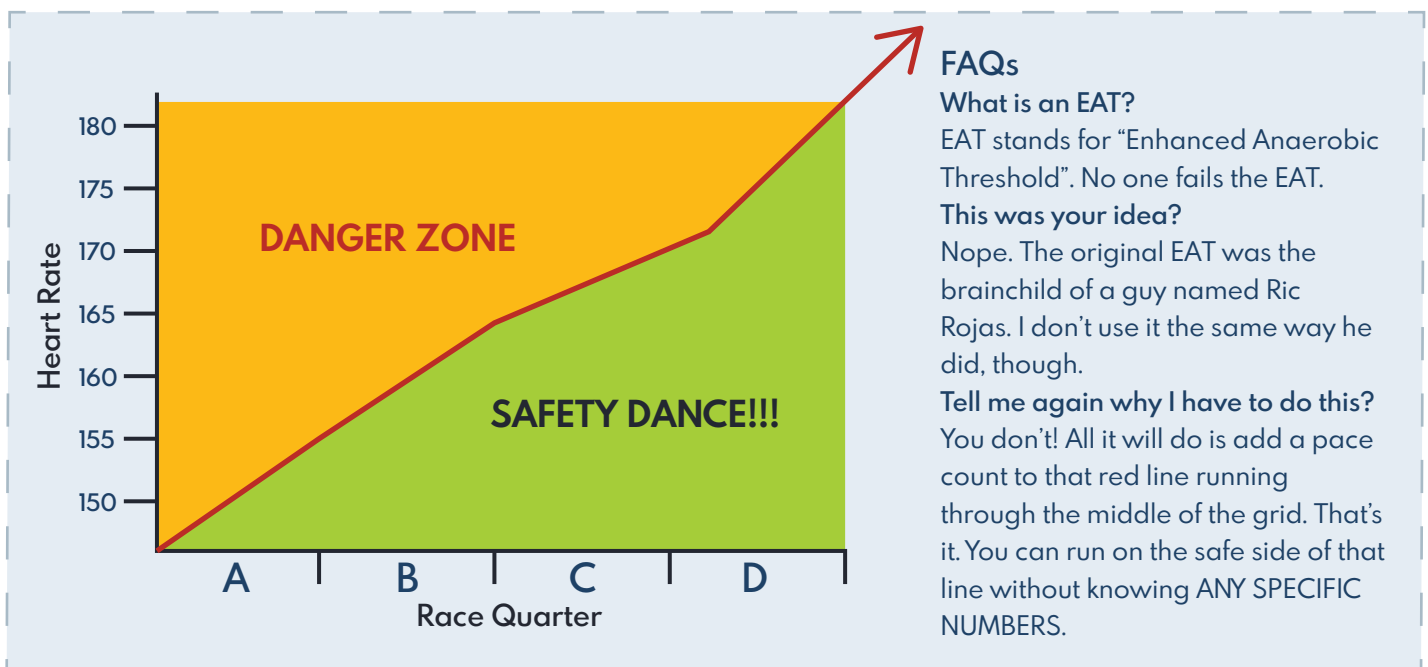 180
175
170
165
160
155
150
Heart Rate
DANGER ZONE
SAFETY DANCE!!!
A
B
C
D
Race Quarter
FAQs
What is an EAT?
EAT stands for “Enhanced Anaerobic
Threshold”. No one fails the EAT.
This was your idea?
Nope. The original EAT was the
brainchild of a guy named Ric
Rojas. I don’t use it the same way he
did, though.
Tell me again why I have to do this?
You don’t! All it will do is add a pace
count to that red line running
through the middle of the grid. That’s
it. You can run on the safe side of that
line without knowing ANY SPECIFIC
NUMBERS.